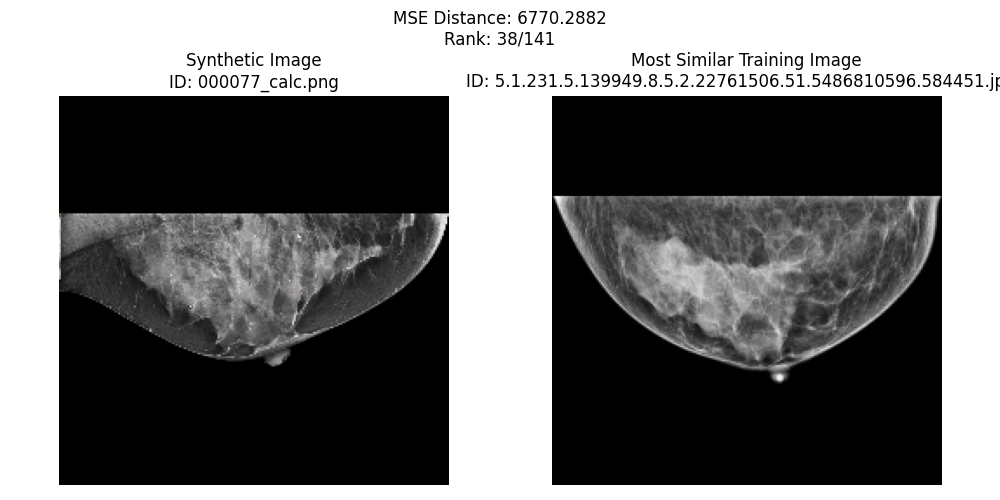 MSE Distance: 6770.2882
Rank: 38/141
Synthetic Image
ID: 000077_calc.png
Most Similar Training Image
ID: 5.1.231.5.139949.8.5.2.22761506.51.5486810596.584451.jp